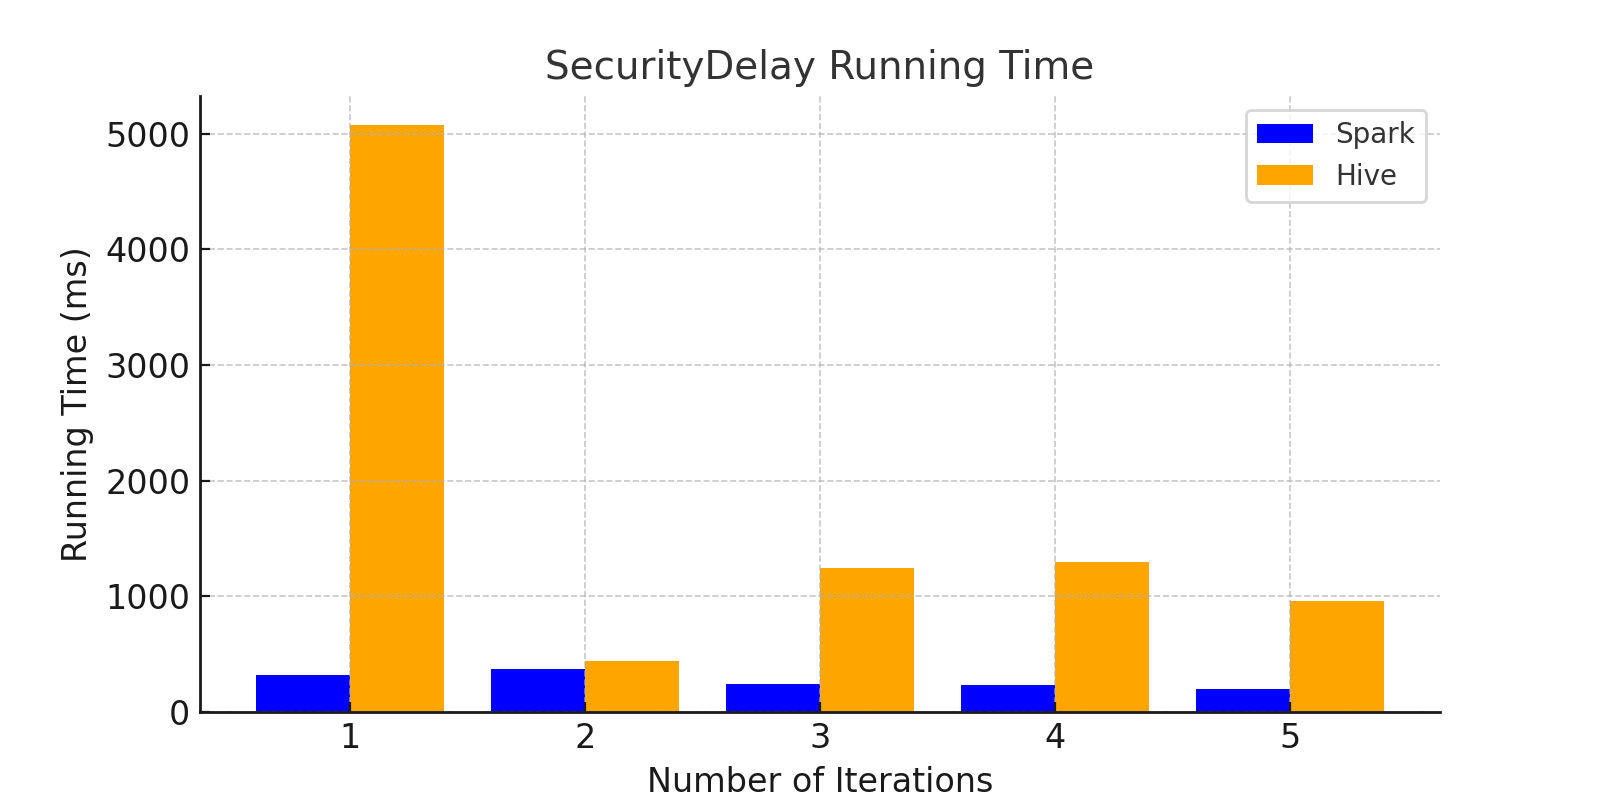 SecurityDelay Running Time
Spark
Hive
Running Time (ms)
5000
4000
3000
2000
1000
0
1 2 3 4 5
Number of Iterations